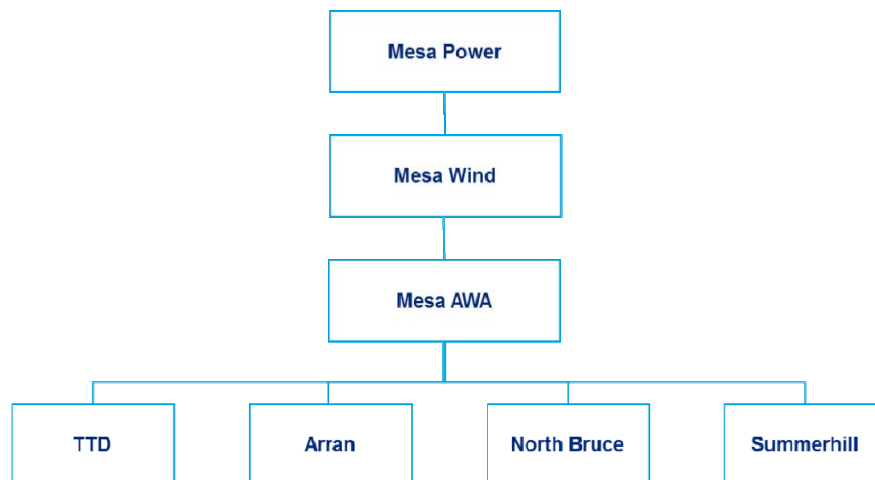 Mesa Power
Mesa Wind
Mesa AWA
TTD
Arran
North Bruce
Summerhill